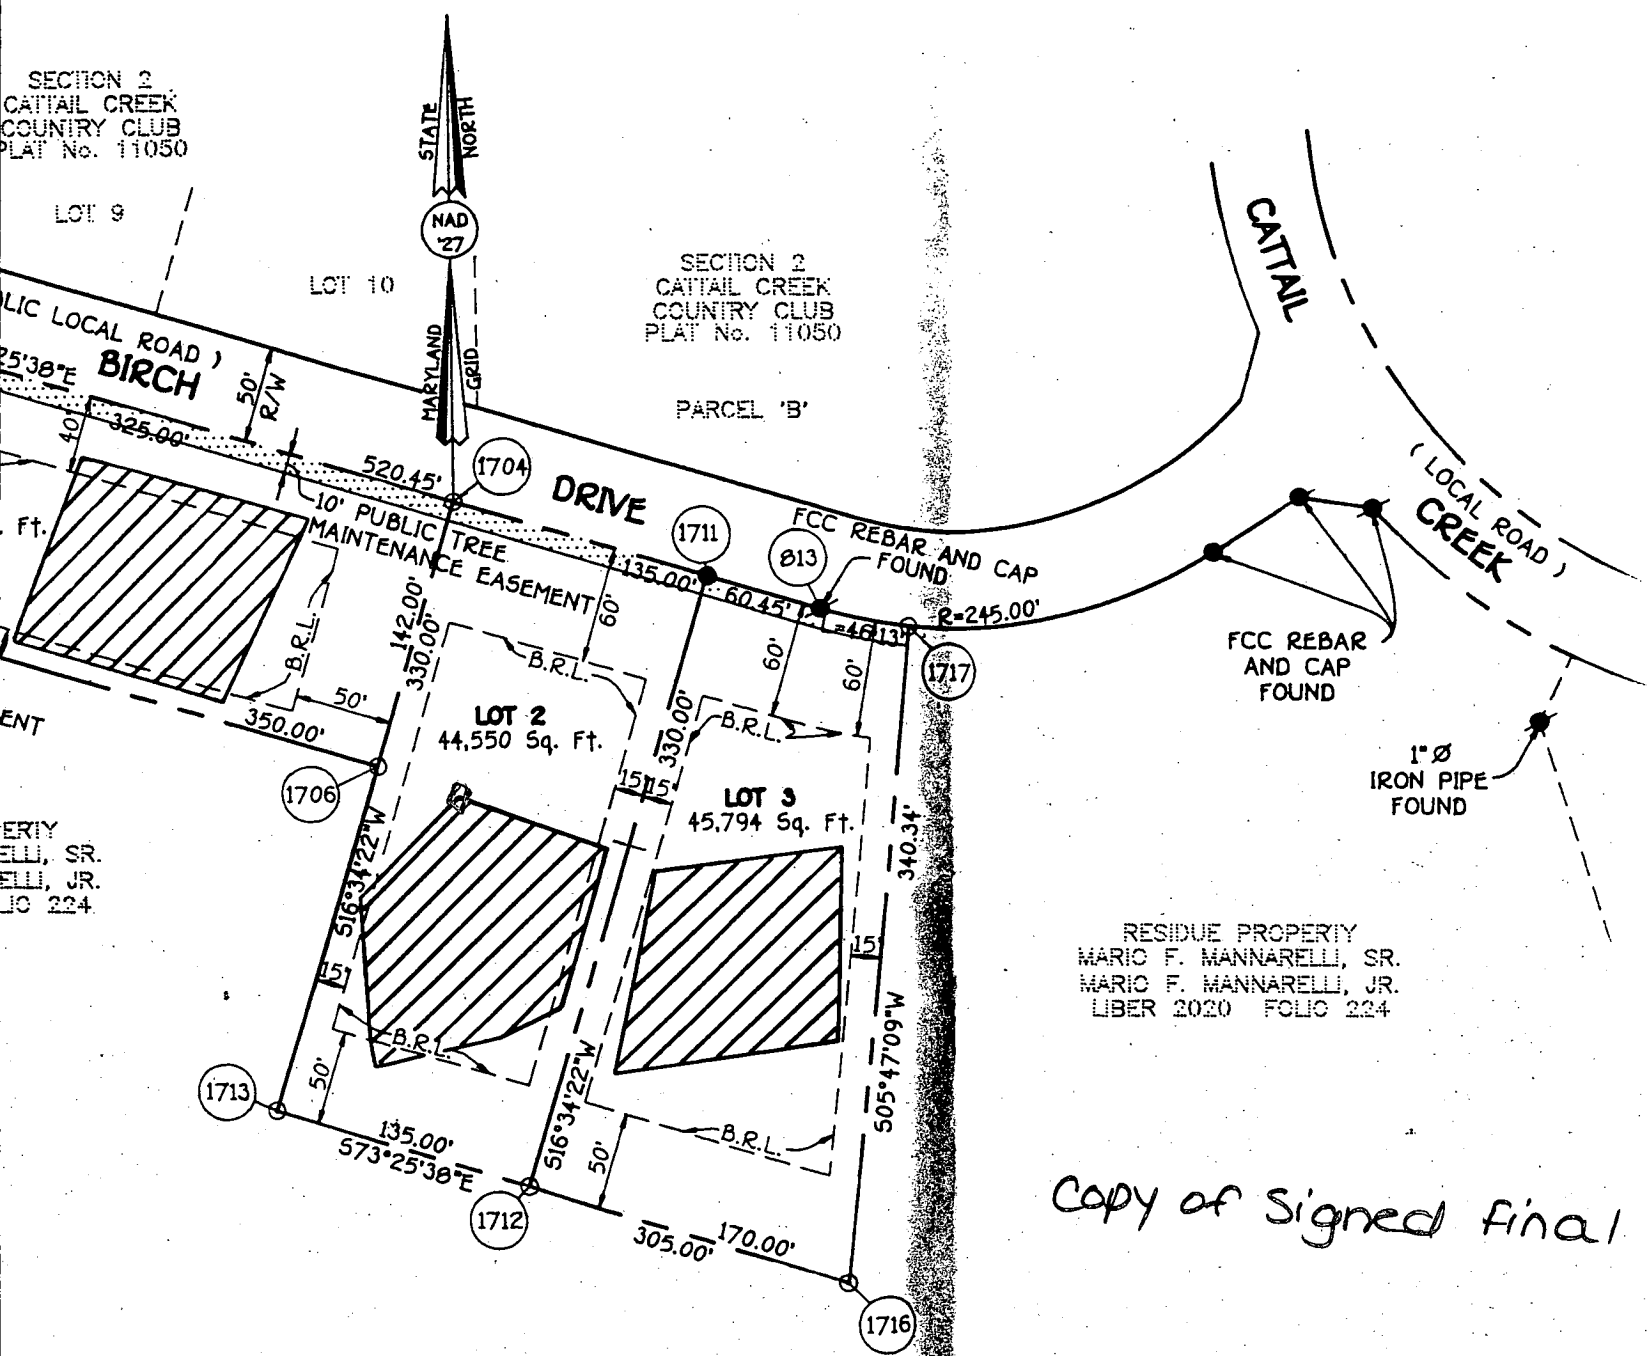 SECTION 2
CATTAIL CREEK
COUNTRY CLUB
PLAT No. 11050
LOT 9
STATE
NORTH
NAD
'27
MARYLAND
GRID
LOT 10
SECTION 2
CATTAIL CREEK
COUNTRY CLUB
PLAT No. 11050
PARCEL 'B'
CATTAIL
( LOCAL ROAD )
CREEK
LIC LOCAL ROAD )
25'38"E
BIRCH
50'
R/W
40'
325.00'
520.45'
1704
DRIVE
10' PUBLIC TREE
MAINTENANCE EASEMENT
1711
813
FCC REBAR AND CAP
FOUND
135.00'
60.45'
R=245.00'
1717
FCC REBAR
AND CAP
FOUND
1"Ø
IRON PIPE
FOUND
. Ft.
B.R.L.
50'
350.00'
142.00'
330.00'
60'
B.R.L.
60'
60'
B.R.L.
330.00'
LOT 2
44,550 Sq. Ft.
15'
15'
LOT 3
45,794 Sq. Ft.
340.34'
ENT
1706
ERTY
ELLI, SR.
ELLI, JR.
LIO 224
S16°34'22"W
15'
B.R.L.
50'
15'
S05°47'09"W
RESIDUE PROPERTY
MARIO F. MANNARELLI, SR.
MARIO F. MANNARELLI, JR.
LIBER 2020 FOLIO 224
1713
135.00'
S73°25'38"E
S16°34'22"W
50'
B.R.L.
1712
170.00'
305.00'
1716
Copy of Signed final